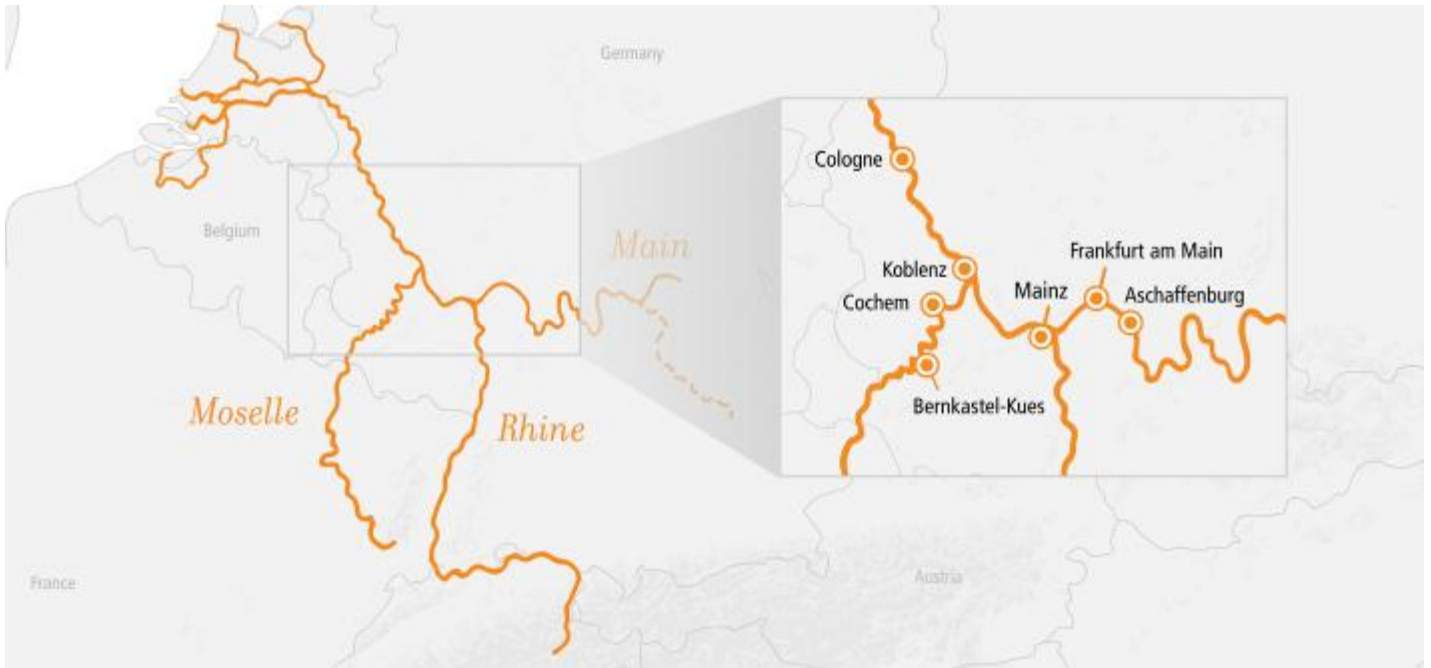 Germany
Belgium
Main
Moselle
Rhine
France
Austria
Cologne
Koblenz
Frankfurt am Main
Mainz
Cochem
Aschaffenburg
Bernkastel-Kues